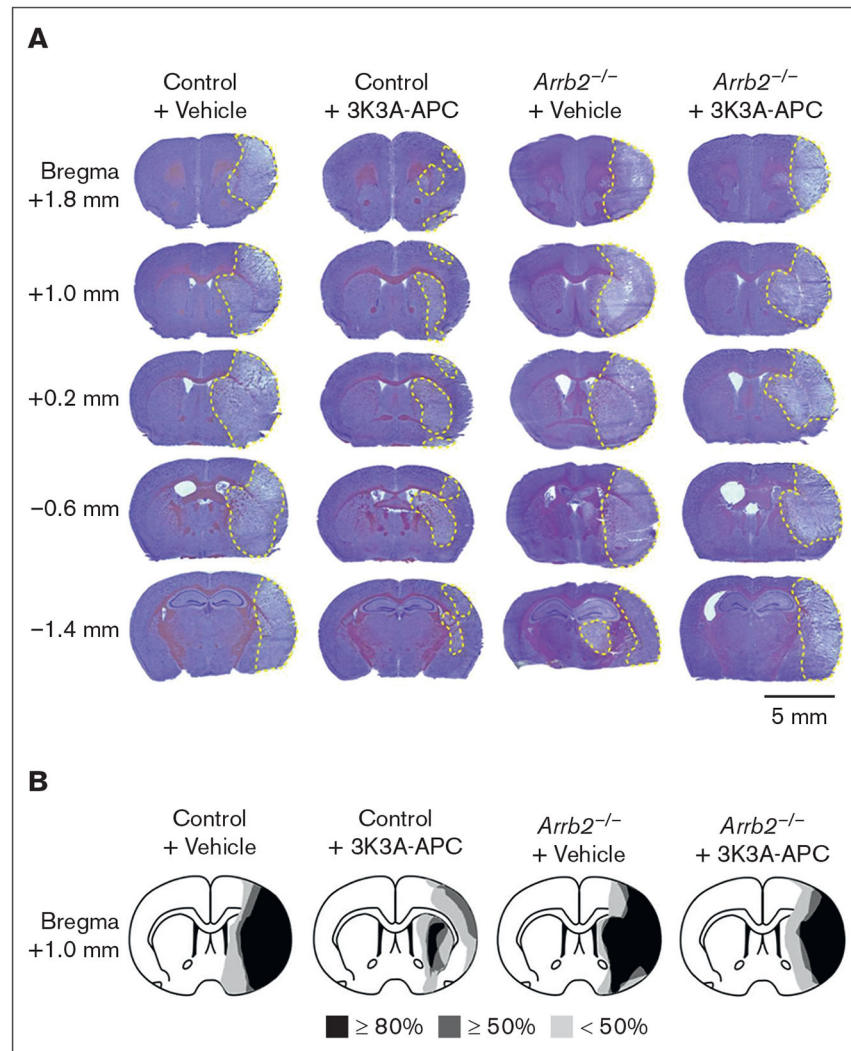 A
Control
+ Vehicle
Control
+ 3K3A-APC
Arrb2−/−
+ Vehicle
Arrb2−/−
+ 3K3A-APC
Bregma
+1.8 mm
+1.0 mm
+0.2 mm
−0.6 mm
−1.4 mm
5 mm
B
Control
+ Vehicle
Control
+ 3K3A-APC
Arrb2−/−
+ Vehicle
Arrb2−/−
+ 3K3A-APC
Bregma
+1.0 mm
≥ 80% ≥ 50% < 50%